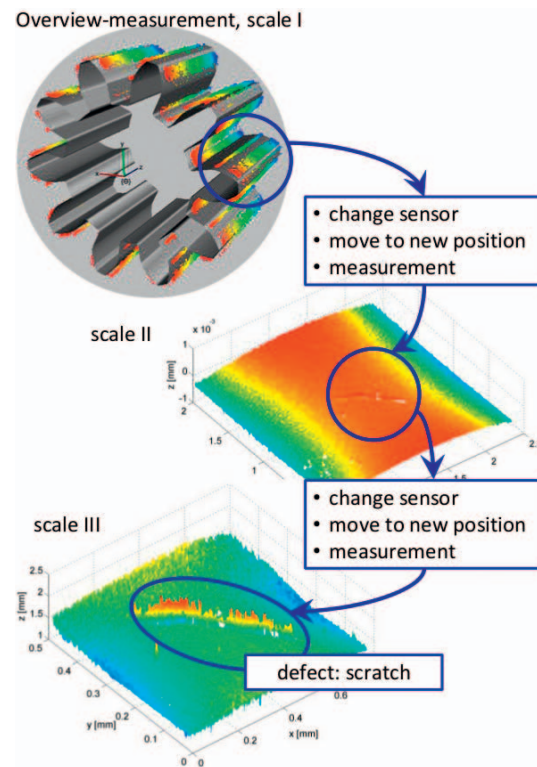 Overview-measurement, scale I
y
x
z
{0}
• change sensor
• move to new position
• measurement
scale II
x 10⁻³
1
0
-1
z [mm]
2
1.5
1
1.5
2
2.
• change sensor
• move to new position
• measurement
scale III
2.5
2
1.5
1
z [mm]
0.5
0.4
0.3
0.2
0.1
0
y [mm]
0
0.2
0.4
0.6
x [mm]
defect: scratch